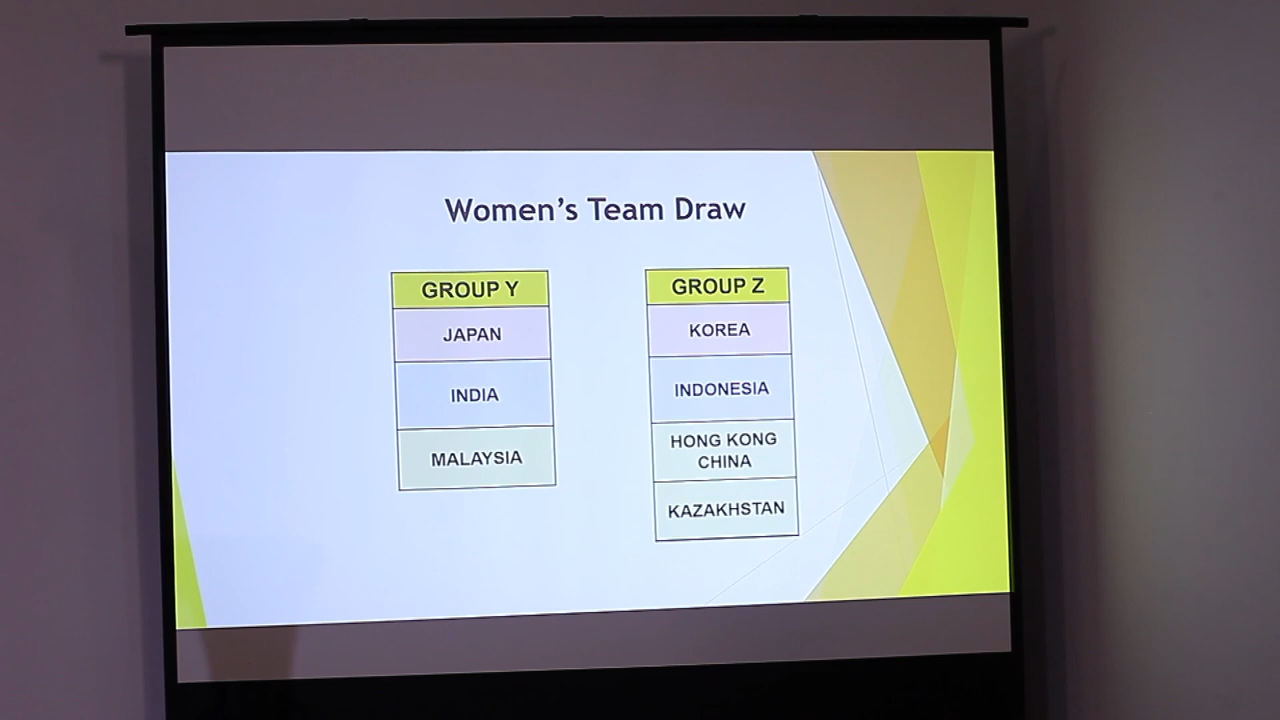 Women's Team Draw
GROUP Y
JAPAN
INDIA
MALAYSIA
GROUP Z
KOREA
INDONESIA
HONG KONG
CHINA
KAZAKHSTAN